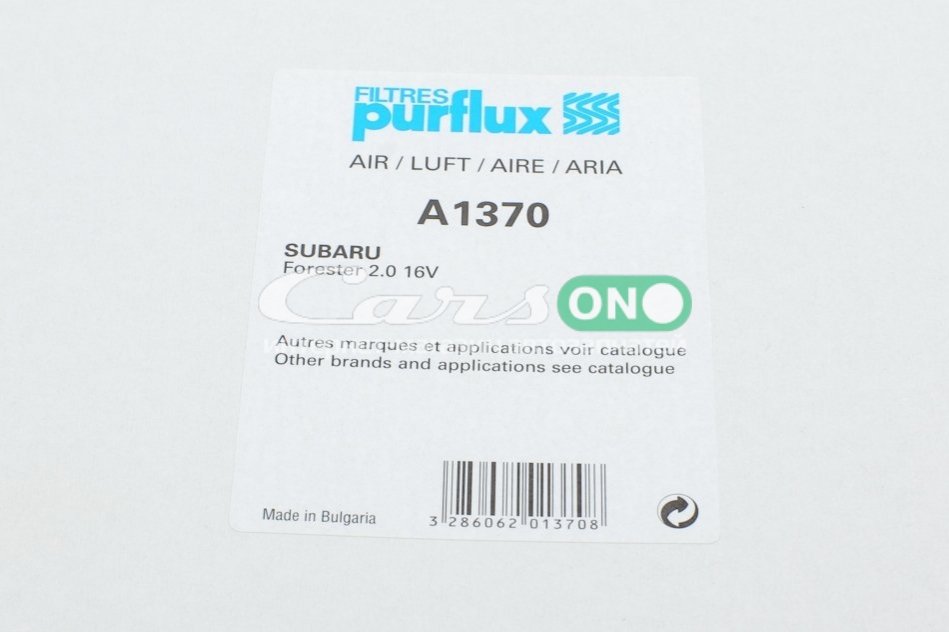 FILTRES
purflux
AIR / LUFT / AIRE / ARIA
A1370
SUBARU
Forester 2.0 16V
Cars ON
Autres marques et applications voir catalogue
Other brands and applications see catalogue
Made in Bulgaria
3 286062 013708